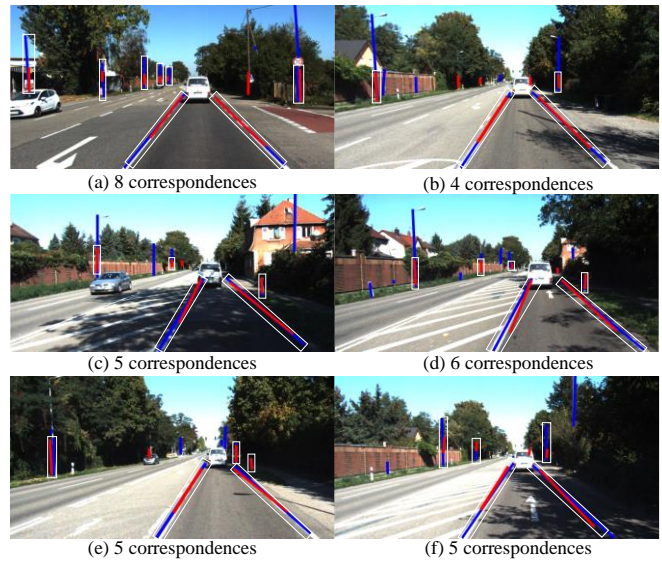 (a) 8 correspondences
(b) 4 correspondences
(c) 5 correspondences
(d) 6 correspondences
(e) 5 correspondences
(f) 5 correspondences